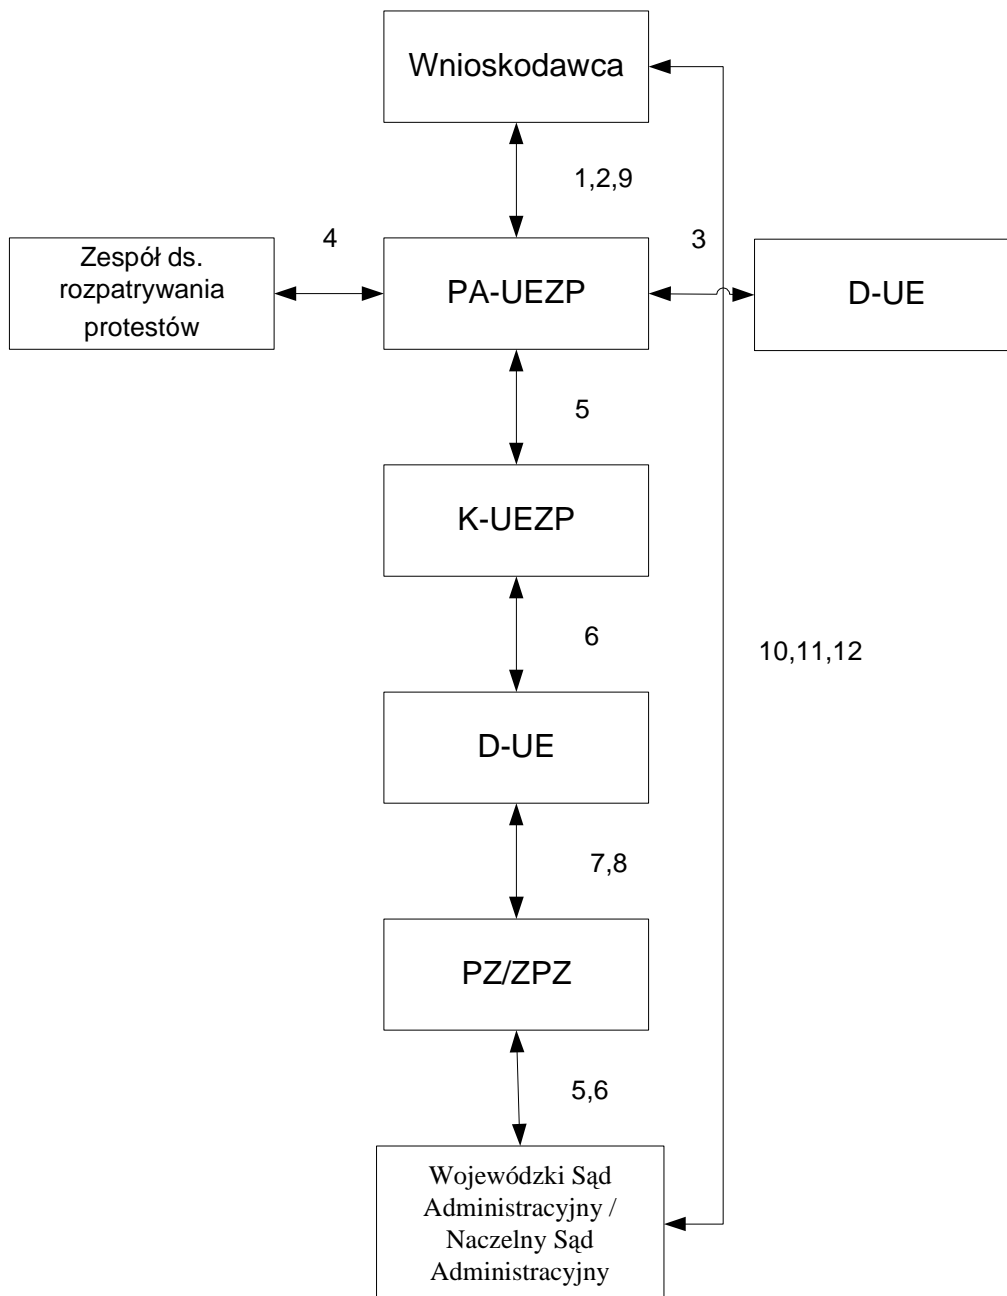 Wnioskodawca
1,2,9
Zespół ds.
rozpatrywania
protestów
4
PA-UEZP
3
D-UE
5
K-UEZP
6
10,11,12
D-UE
7,8
PZ/ZPZ
5,6
Wojewódzki Sąd
Administracyjny /
Naczelny Sąd
Administracyjny